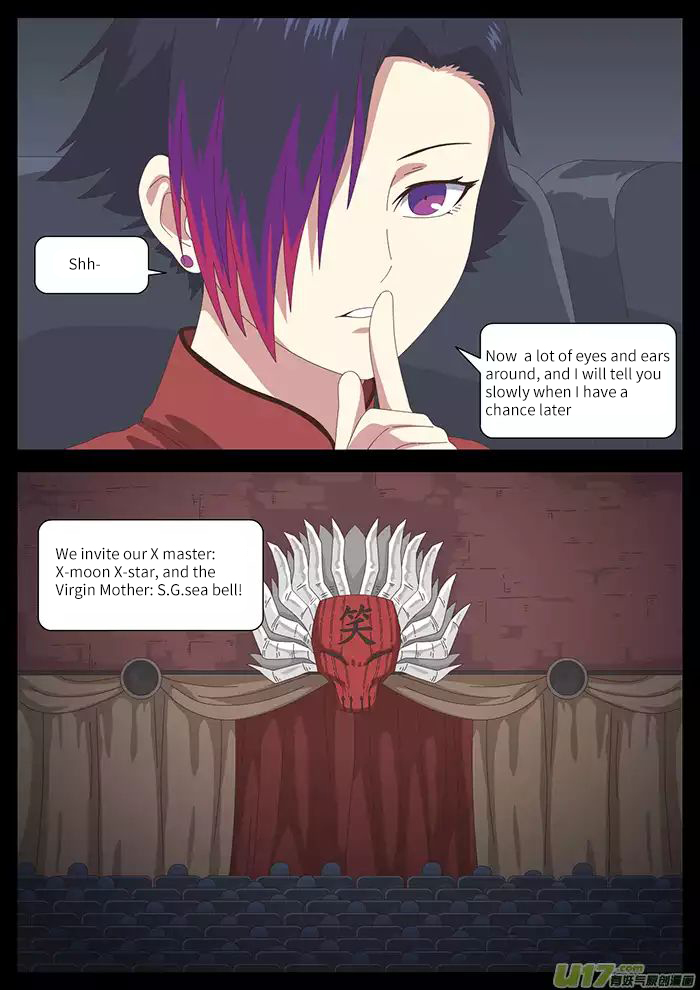 Shh-
Now a lot of eyes and ears
around, and I will tell you
slowly when I have a
chance later
We invite our X master:
X-moon X-star, and the
Virgin Mother: S.G.sea bell!
笑
U17.com
有妖气原创漫画